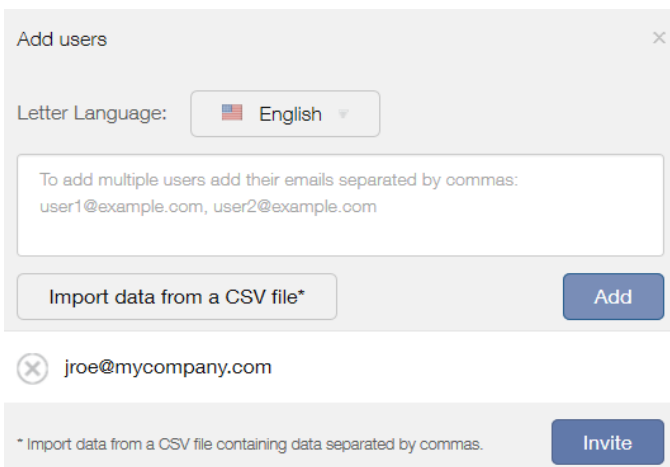 Add users
Letter Language: English
To add multiple users add their emails separated by commas:
user1@example.com, user2@example.com
Import data from a CSV file* Add
jroe@mycompany.com
* Import data from a CSV file containing data separated by commas. Invite